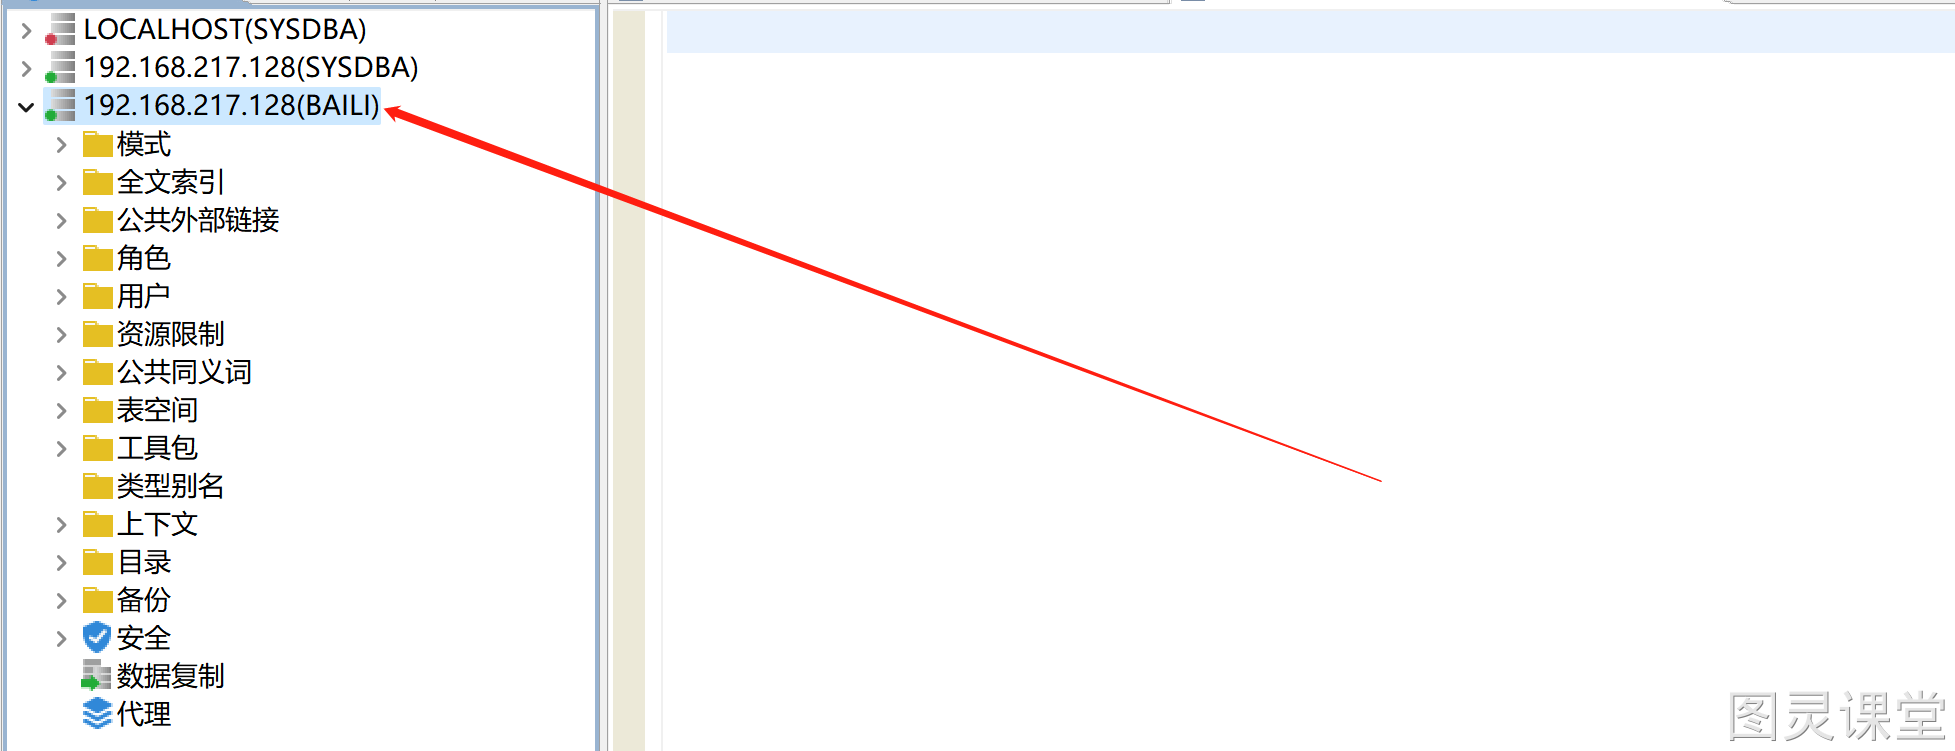 LOCALHOST(SYSDBA)
192.168.217.128(SYSDBA)
192.168.217.128(BAILI)
模式
全文索引
公共外部链接
角色
用户
资源限制
公共同义词
表空间
工具包
类型别名
上下文
目录
备份
安全
数据复制
代理
图灵课堂